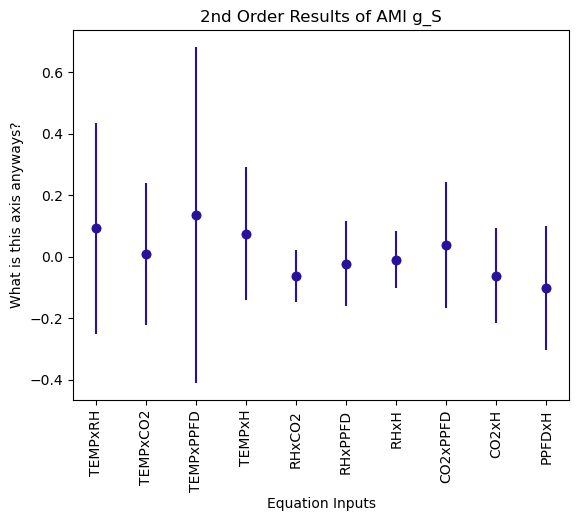 2nd Order Results of AMI g_S
What is this axis anyways?
0.6
0.4
0.2
0.0
−0.2
−0.4
TEMPxRH
TEMPxCO2
TEMPxPPFD
TEMPxH
RHxCO2
RHxPPFD
RHxH
CO2xPPFD
CO2xH
PPFDxH
Equation Inputs